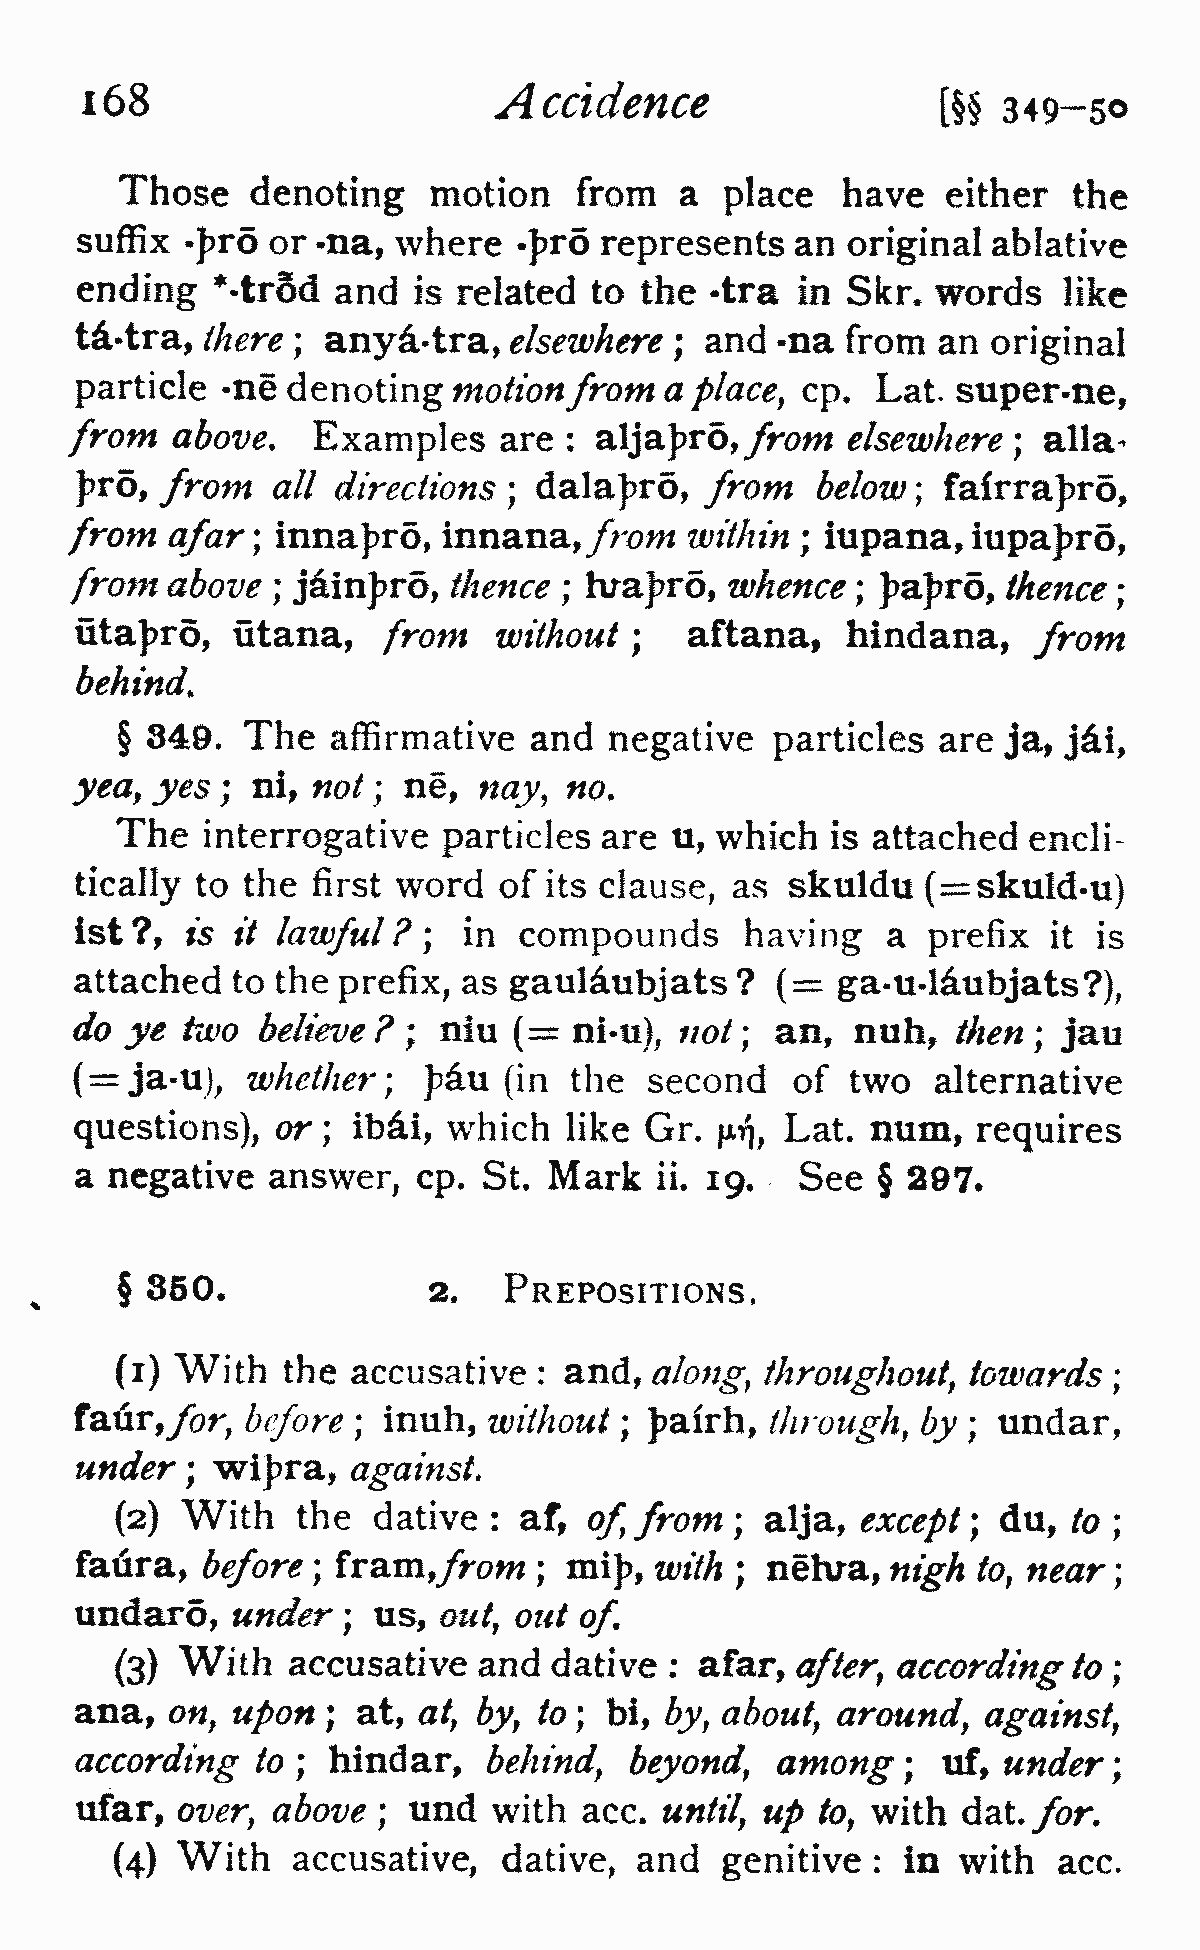 168 Accidence [§§ 349–50
Those denoting motion from a place have either the
suffix -þrō or -na, where -þrō represents an original ablative
ending *-trō̃d and is related to the -tra in Skr. words like
tá-tra, there ; anyá-tra, elsewhere ; and -na from an original
particle -nē denoting motion from a place, cp. Lat. super-ne,
from above. Examples are : aljaþrō, from elsewhere ; alla-
þrō, from all directions ; dalaþrō, from below ; faírraþrō,
from afar ; innaþrō, innana, from within ; iupana, iupaþrō,
from above ; jáinþrō, thence ; ƕaþrō, whence ; þaþrō, thence ;
ūtaþrō, ūtana, from without ; aftana, hindana, from
behind.
§ 349. The affirmative and negative particles are ja, jái,
yea, yes ; ni, not ; nē, nay, no.
The interrogative particles are u, which is attached encli-
tically to the first word of its clause, as skuldu (=skuld-u)
ist ?, is it lawful ? ; in compounds having a prefix it is
attached to the prefix, as gauláubjats ? (= ga-u-láubjats?),
do ye two believe ? ; niu (= ni-u), not ; an, nuh, then ; jau
(= ja-u), whether ; þáu (in the second of two alternative
questions), or ; ibái, which like Gr. μή, Lat. num, requires
a negative answer, cp. St. Mark ii. 19. See § 297.
§ 350. 2. PREPOSITIONS.
(1) With the accusative : and, along, throughout, towards ;
faúr, for, before ; inuh, without ; þaírh, through, by ; undar,
under ; wiþra, against.
(2) With the dative : af, of, from ; alja, except ; du, to ;
faúra, before ; fram, from ; miþ, with ; nēƕa, nigh to, near ;
undarō, under ; us, out, out of.
(3) With accusative and dative : afar, after, according to ;
ana, on, upon ; at, at, by, to ; bi, by, about, around, against,
according to ; hindar, behind, beyond, among ; uf, under ;
ufar, over, above ; und with acc. until, up to, with dat. for.
(4) With accusative, dative, and genitive : in with acc.